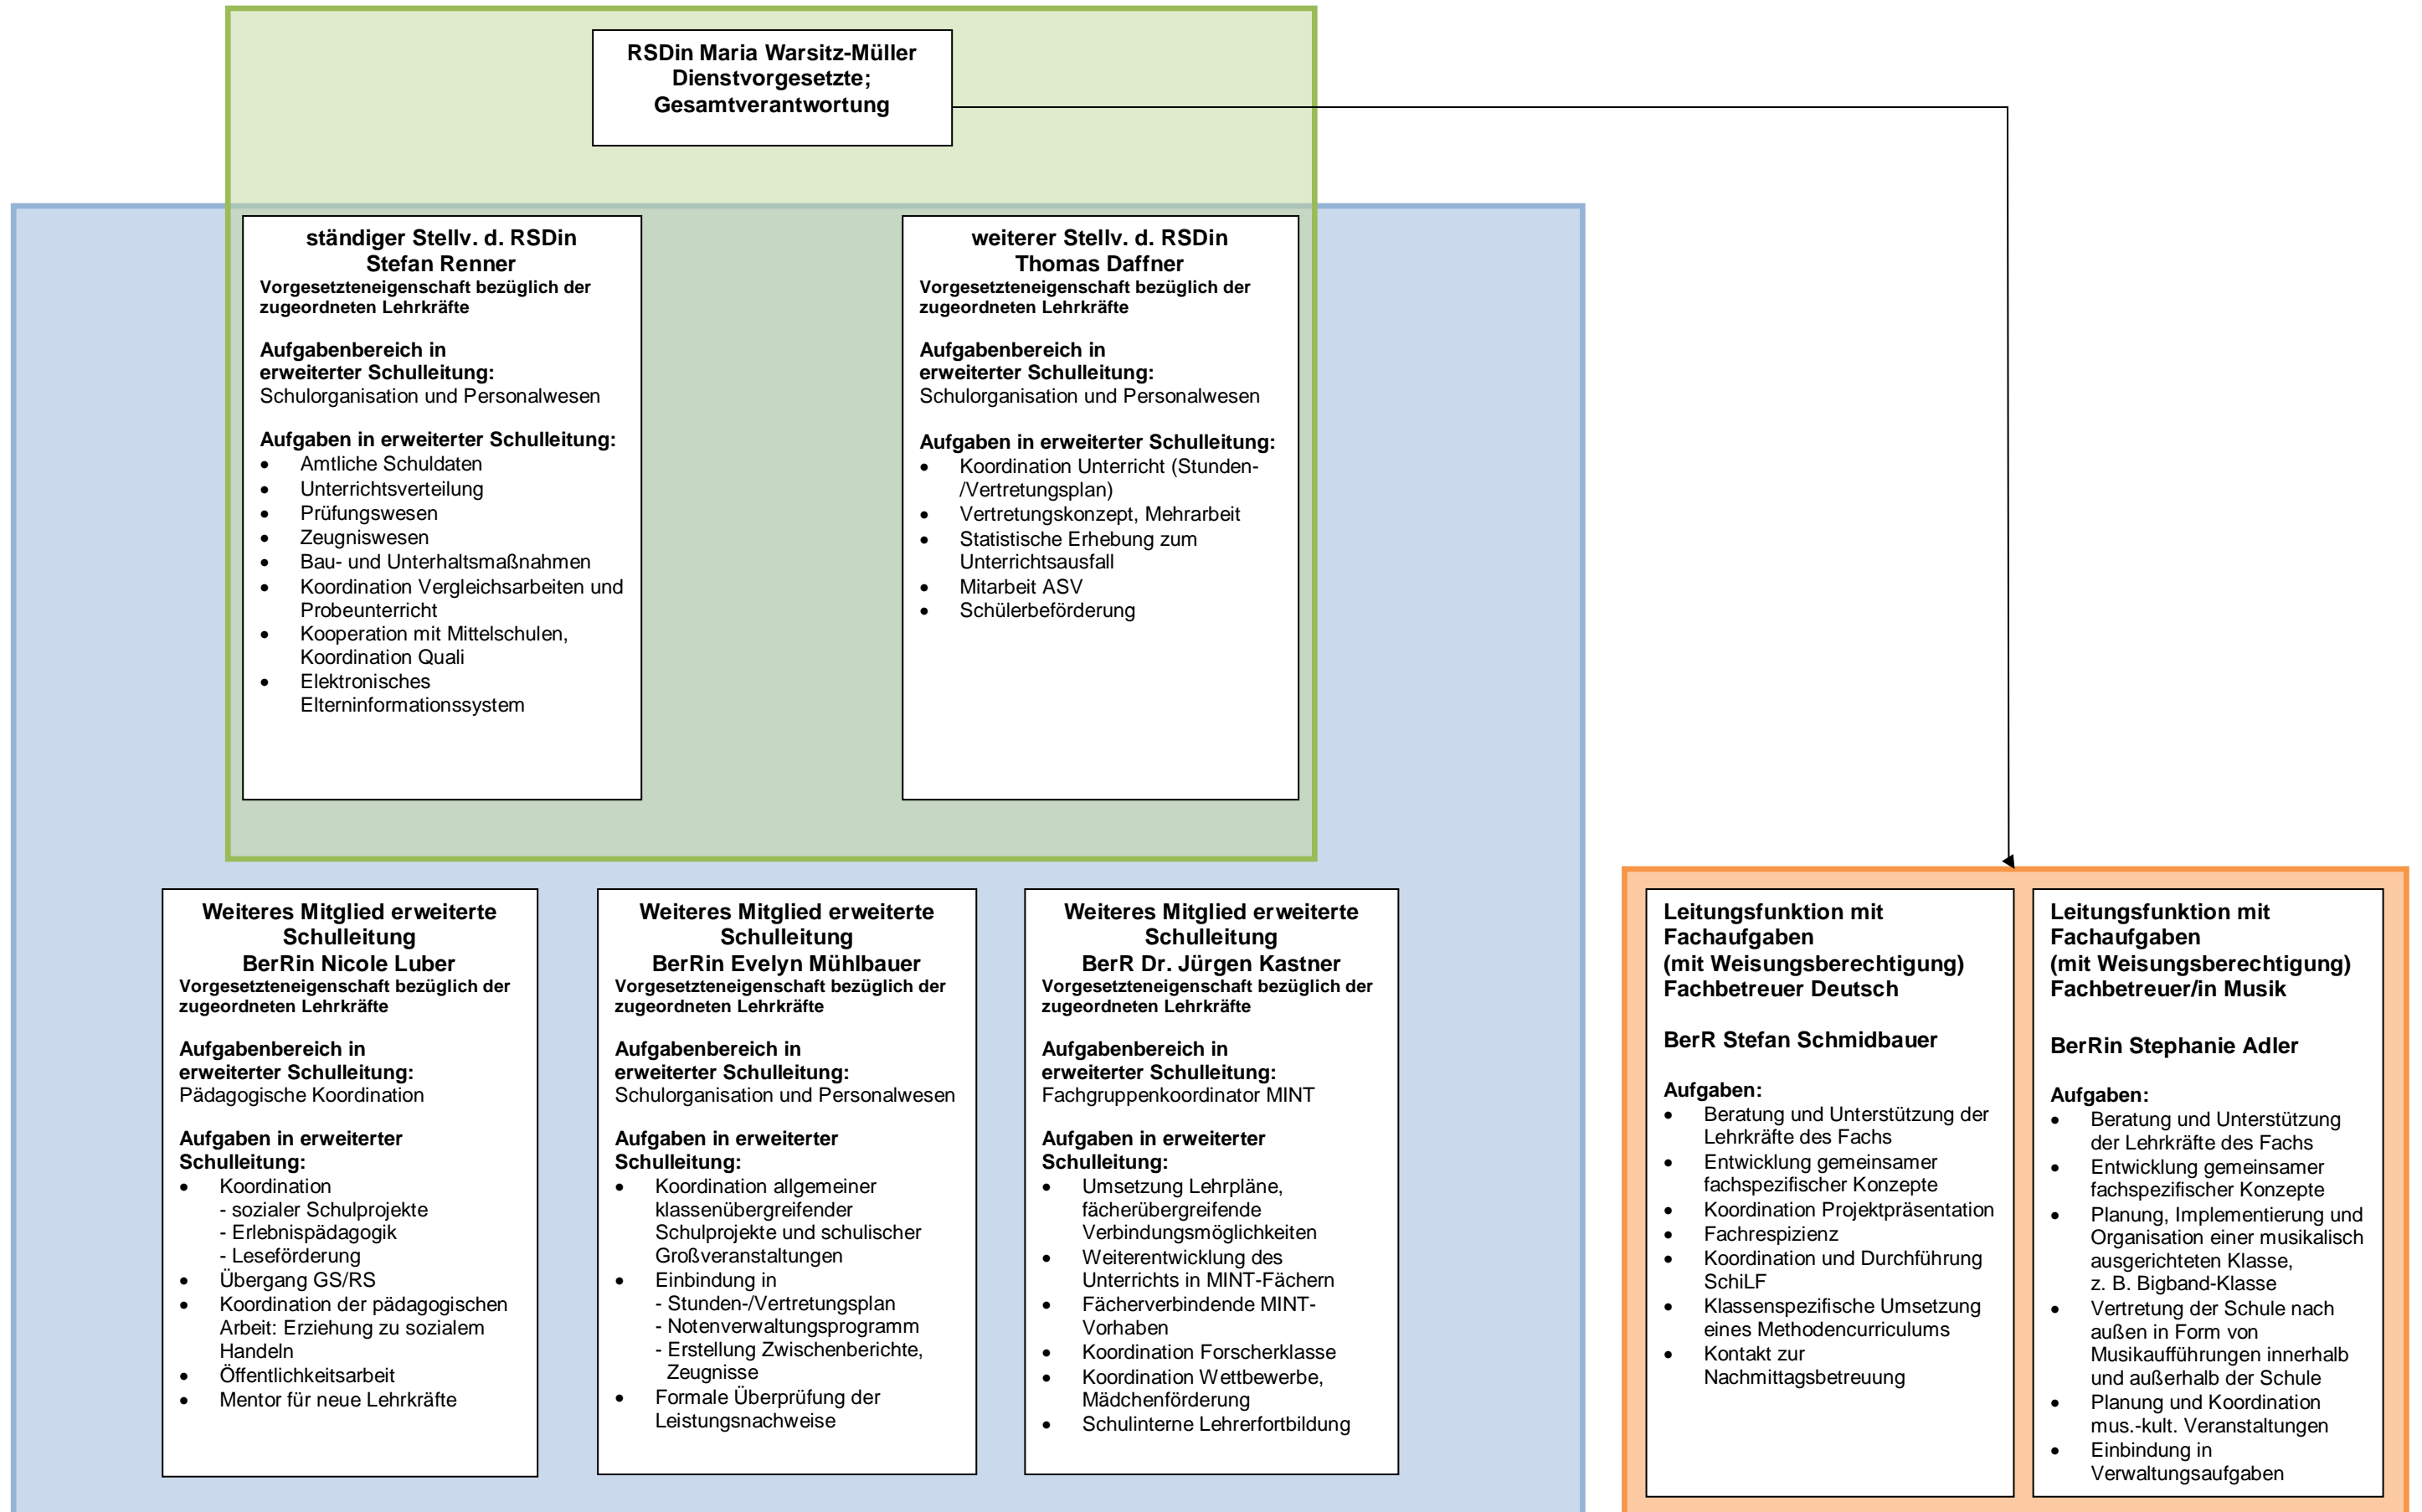 RSDin Maria Warsitz-Müller
Dienstvorgesetzte;
Gesamtverantwortung
ständiger Stellv. d. RSDin
Stefan Renner
Vorgesetzteneigenschaft bezüglich der
zugeordneten Lehrkräfte
Aufgabenbereich in
erweiterter Schulleitung:
Schulorganisation und Personalwesen
Aufgaben in erweiterter Schulleitung:
• Amtliche Schuldaten
• Unterrichtsverteilung
• Prüfungswesen
• Zeugniswesen
• Bau- und Unterhaltsmaßnahmen
• Koordination Vergleichsarbeiten und
Probeunterricht
• Kooperation mit Mittelschulen,
Koordination Quali
• Elektronisches
Elterninformationssystem
weiterer Stellv. d. RSDin
Thomas Daffner
Vorgesetzteneigenschaft bezüglich der
zugeordneten Lehrkräfte
Aufgabenbereich in
erweiterter Schulleitung:
Schulorganisation und Personalwesen
Aufgaben in erweiterter Schulleitung:
• Koordination Unterricht (Stunden-
/Vertretungsplan)
• Vertretungskonzept, Mehrarbeit
• Statistische Erhebung zum
Unterrichtsausfall
• Mitarbeit ASV
• Schülerbeförderung
Weiteres Mitglied erweiterte
Schulleitung
BerRin Nicole Luber
Vorgesetzteneigenschaft bezüglich der
zugeordneten Lehrkräfte
Aufgabenbereich in
erweiterter Schulleitung:
Pädagogische Koordination
Aufgaben in erweiterter
Schulleitung:
• Koordination
- sozialer Schulprojekte
- Erlebnispädagogik
- Leseförderung
• Übergang GS/RS
• Koordination der pädagogischen
Arbeit: Erziehung zu sozialem
Handeln
• Öffentlichkeitsarbeit
• Mentor für neue Lehrkräfte
Weiteres Mitglied erweiterte
Schulleitung
BerRin Evelyn Mühlbauer
Vorgesetzteneigenschaft bezüglich der
zugeordneten Lehrkräfte
Aufgabenbereich in
erweiterter Schulleitung:
Schulorganisation und Personalwesen
Aufgaben in erweiterter
Schulleitung:
• Koordination allgemeiner
klassenübergreifender
Schulprojekte und schulischer
Großveranstaltungen
• Einbindung in
- Stunden-/Vertretungsplan
- Notenverwaltungsprogramm
- Erstellung Zwischenberichte,
Zeugnisse
• Formale Überprüfung der
Leistungsnachweise
Weiteres Mitglied erweiterte
Schulleitung
BerR Dr. Jürgen Kastner
Vorgesetzteneigenschaft bezüglich der
zugeordneten Lehrkräfte
Aufgabenbereich in
erweiterter Schulleitung:
Fachgruppenkoordinator MINT
Aufgaben in erweiterter
Schulleitung:
• Umsetzung Lehrpläne,
fächerübergreifende
Verbindungsmöglichkeiten
• Weiterentwicklung des
Unterrichts in MINT-Fächern
• Fächerverbindende MINT-
Vorhaben
• Koordination Forscherklasse
• Koordination Wettbewerbe,
Mädchenförderung
• Schulinterne Lehrerfortbildung
Leitungsfunktion mit
Fachaufgaben
(mit Weisungsberechtigung)
Fachbetreuer Deutsch
BerR Stefan Schmidbauer
Aufgaben:
• Beratung und Unterstützung der
Lehrkräfte des Fachs
• Entwicklung gemeinsamer
fachspezifischer Konzepte
• Koordination Projektpräsentation
• Fachrespizienz
• Koordination und Durchführung
SchiLF
• Klassenspezifische Umsetzung
eines Methodencurriculums
• Kontakt zur
Nachmittagsbetreuung
Leitungsfunktion mit
Fachaufgaben
(mit Weisungsberechtigung)
Fachbetreuer/in Musik
BerRin Stephanie Adler
Aufgaben:
• Beratung und Unterstützung
der Lehrkräfte des Fachs
• Entwicklung gemeinsamer
fachspezifischer Konzepte
• Planung, Implementierung und
Organisation einer musikalisch
ausgerichteten Klasse,
z. B. Bigband-Klasse
• Vertretung der Schule nach
außen in Form von
Musikaufführungen innerhalb
und außerhalb der Schule
• Planung und Koordination
mus.-kult. Veranstaltungen
• Einbindung in
Verwaltungsaufgaben